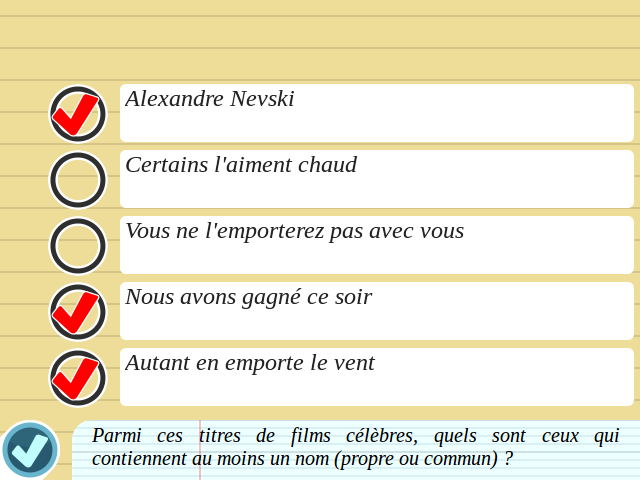 Alexandre Nevski
Certains l'aiment chaud
Vous ne l'emporterez pas avec vous
Nous avons gagné ce soir
Autant en emporte le vent
Parmi ces titres de films célèbres, quels sont ceux qui
contiennent au moins un nom (propre ou commun) ?